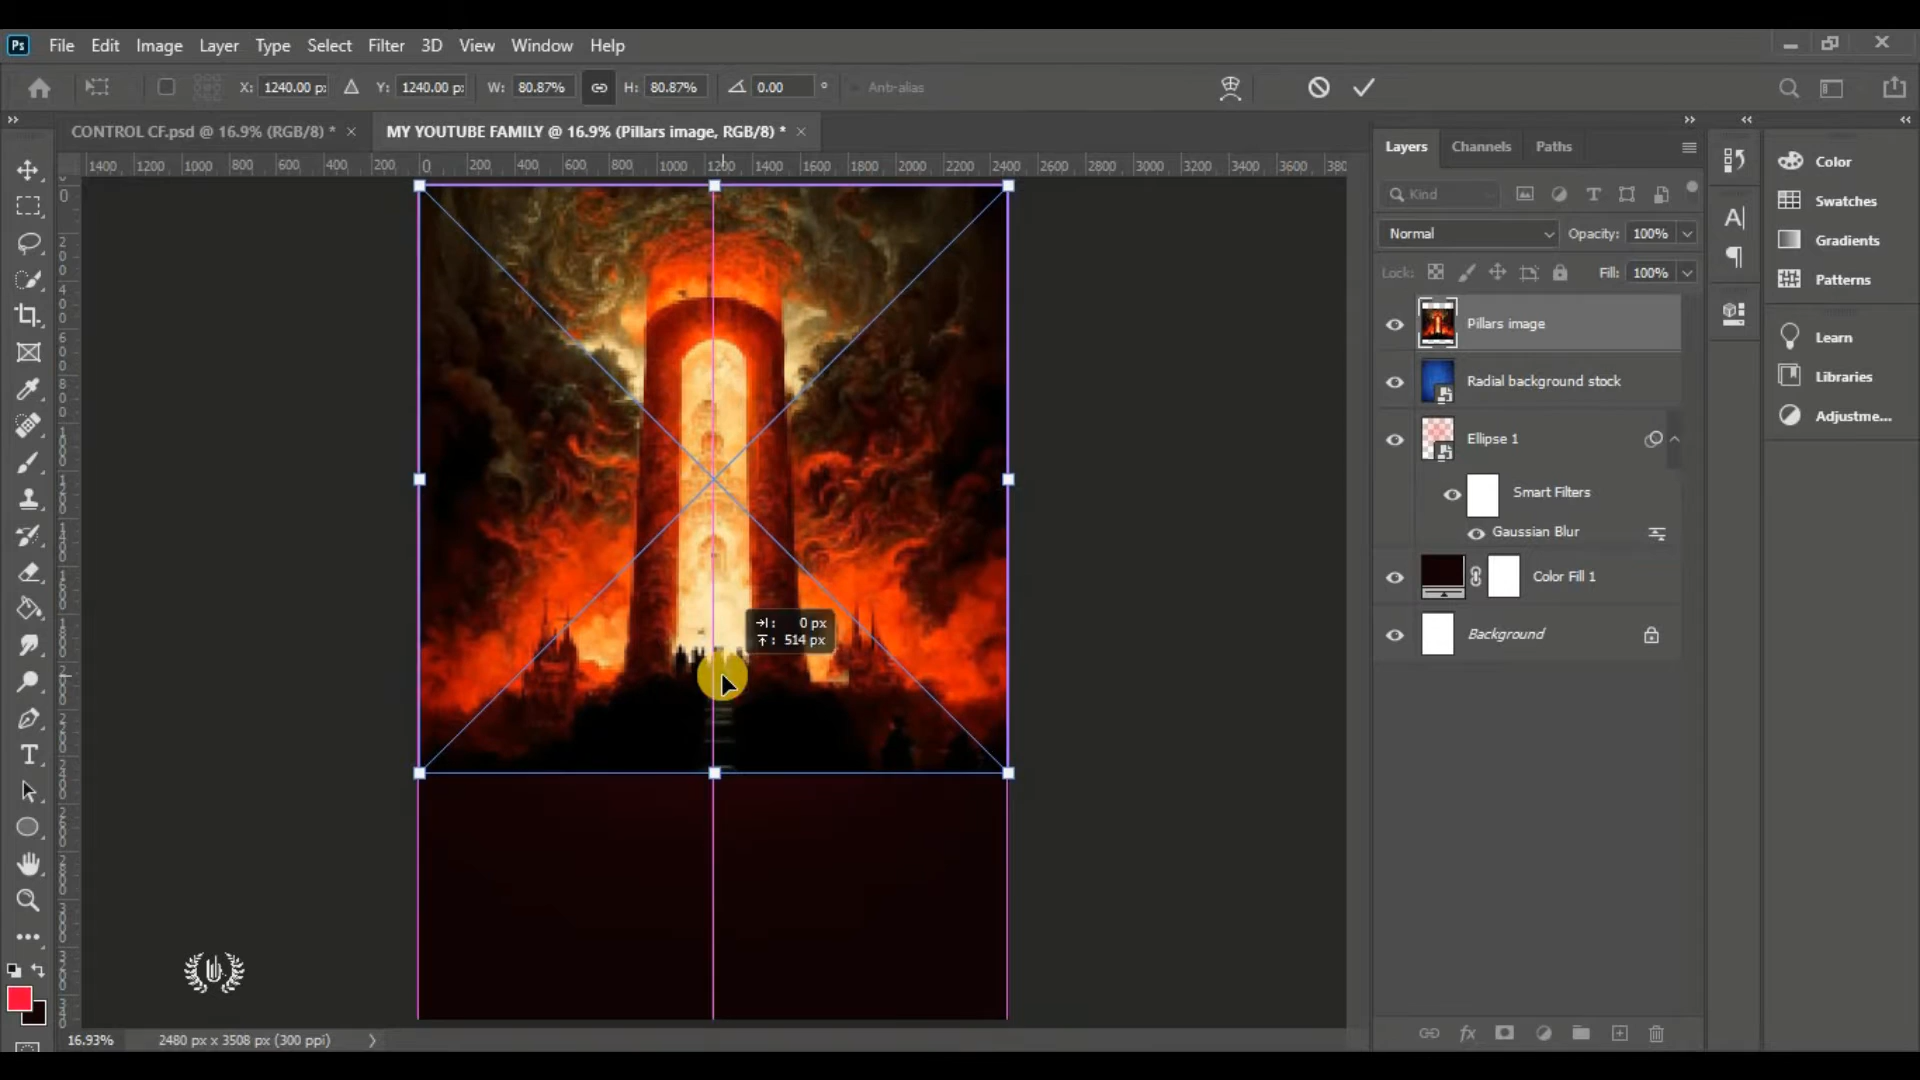 Ps File Edit Image Layer Select Filter 3D View Window Help
X: 1240.00 p: Y: 1240.00 p: W: 80.87% H: 80.87% 0.00 ° Anti-alias
CONTROL CF.psd @ 16.9% (RGB/8) * × MY YOUTUBE FAMILY @ 16.9% (Pillars image, RGB/8) * ×
1400 1200 1000 800 600 400 200 0 200 400 600 800 1000 1200 1400 1600 1800 2000 2200 2400 2600 2800 3000 3200 3400 3600 380
→|: 0 px
514 px
16.93% 2480 px x 3508 px (300 ppi)
Layers Channels Paths
Kind
Normal Opacity: 100%
Lock: Fill: 100%
Pillars image
Radial background stock
Ellipse 1
Smart Filters
Gaussian Blur
Color Fill 1
Background
Color
Swatches
Gradients
Patterns
Learn
Libraries
Adjustme...